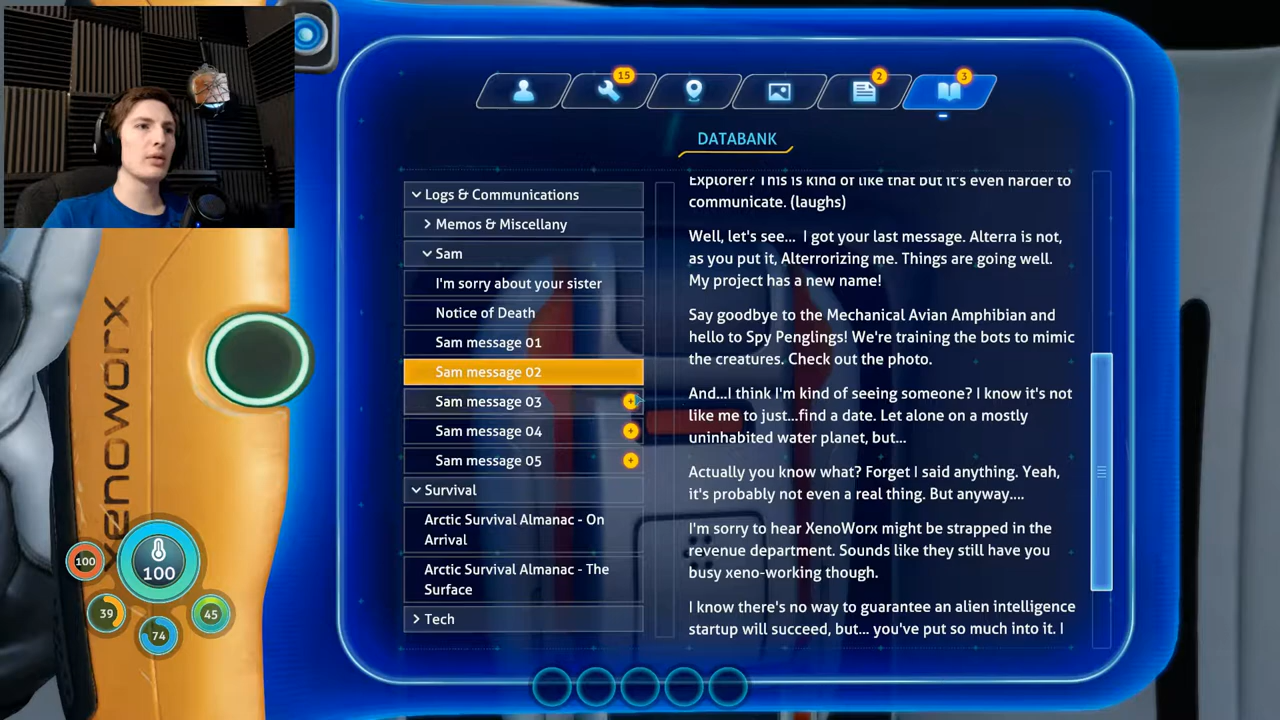 15
2
3
DATABANK
Logs & Communications
Memos & Miscellany
Sam
I'm sorry about your sister
Notice of Death
Sam message 01
Sam message 02
Sam message 03
Sam message 04
Sam message 05
Survival
Arctic Survival Almanac - On
Arrival
Arctic Survival Almanac - The
Surface
Tech
Explorer? This is kind of like that but it's even harder to
communicate. (laughs)
Well, let's see... I got your last message. Alterra is not,
as you put it, Alterrorizing me. Things are going well.
My project has a new name!
Say goodbye to the Mechanical Avian Amphibian and
hello to Spy Penglings! We're training the bots to mimic
the creatures. Check out the photo.
And...I think I'm kind of seeing someone? I know it's not
like me to just...find a date. Let alone on a mostly
uninhabited water planet, but...
Actually you know what? Forget I said anything. Yeah,
it's probably not even a real thing. But anyway....
I'm sorry to hear XenoWorx might be strapped in the
revenue department. Sounds like they still have you
busy xeno-working though.
I know there's no way to guarantee an alien intelligence
startup will succeed, but... you've put so much into it. I
xenoworx
100
100
39
45
74